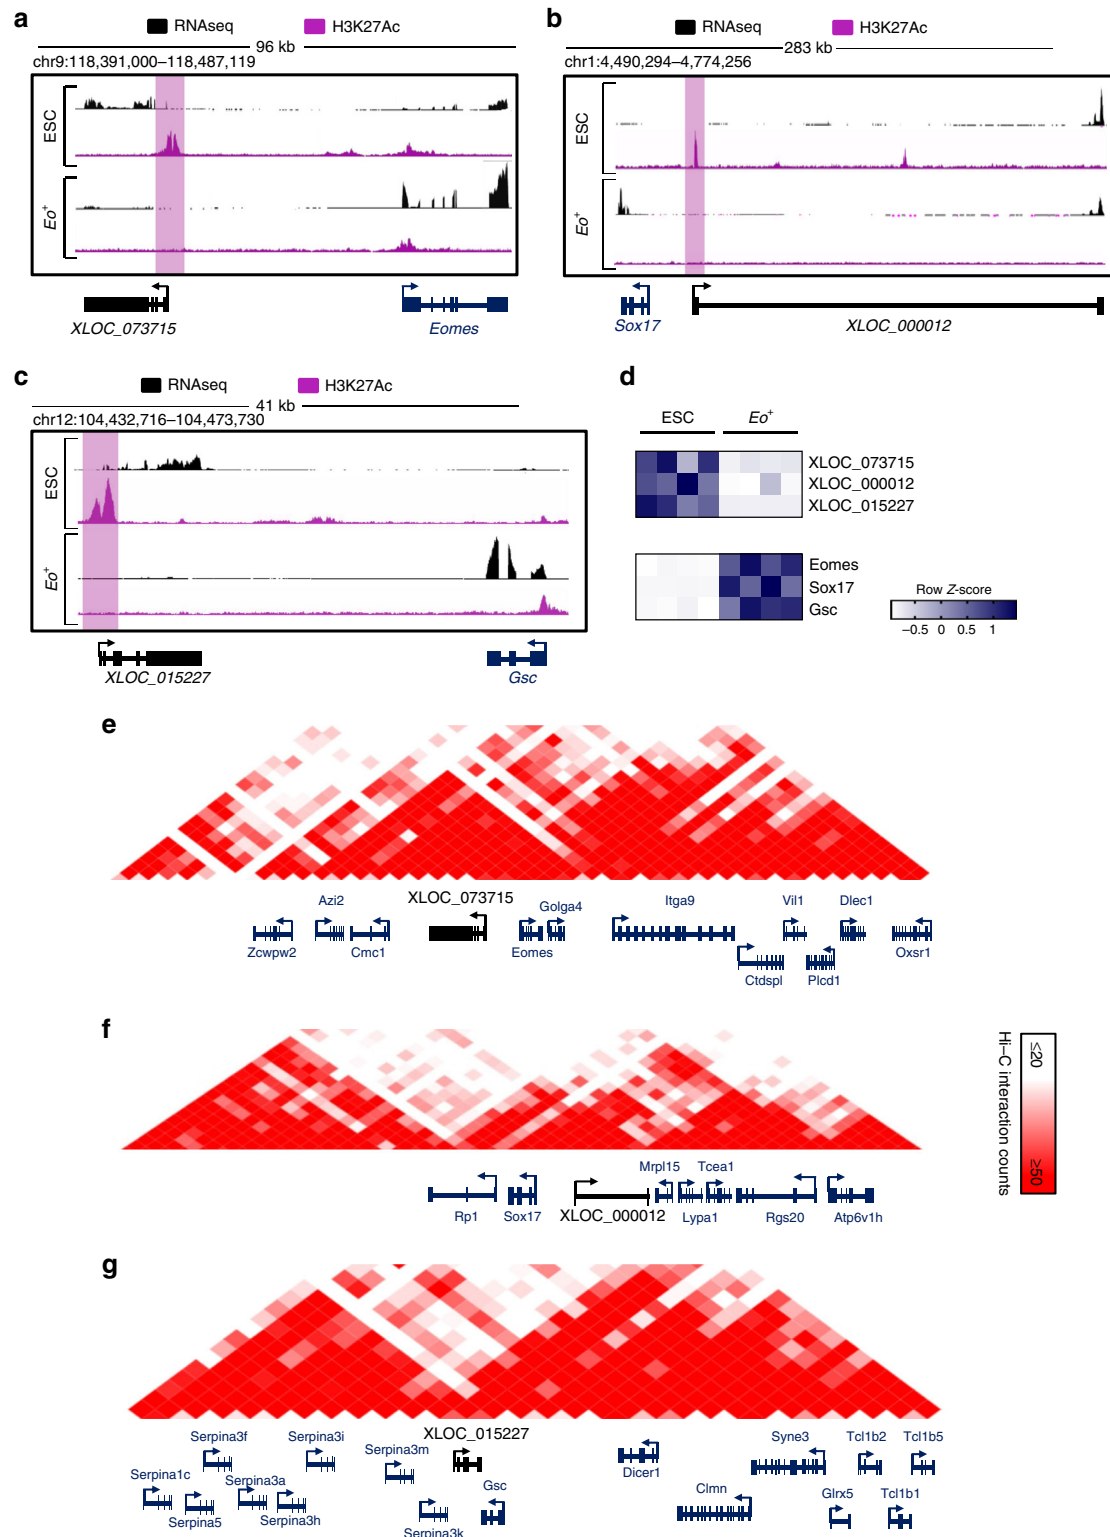 a
RNAseq
H3K27Ac
96 kb
chr9:118,391,000–118,487,119
ESC
Eo+
XLOC_073715
Eomes
b
RNAseq
H3K27Ac
283 kb
chr1:4,490,294–4,774,256
ESC
Eo+
Sox17
XLOC_000012
c
RNAseq
H3K27Ac
41 kb
chr12:104,432,716–104,473,730
ESC
Eo+
XLOC_015227
Gsc
d
ESC
Eo+
XLOC_073715
XLOC_000012
XLOC_015227
Eomes
Sox17
Gsc
Row Z-score
−0.5 0 0.5 1
e
XLOC_073715
Azi2
Golga4
Itga9
Vil1
Dlec1
Zcwpw2
Cmc1
Eomes
Ctdspl
Plcd1
Oxsr1
f
Mrpl15
Tcea1
Rp1
Sox17
XLOC_000012
Lypa1
Rgs20
Atp6v1h
≤20
≥50
Hi–C interaction counts
g
XLOC_015227
Serpina3f
Serpina3i
Serpina3m
Syne3
Tcl1b2
Tcl1b5
Serpina1c
Serpina3a
Gsc
Dicer1
Clmn
Serpina5
Serpina3h
Serpina3k
Glrx5
Tcl1b1